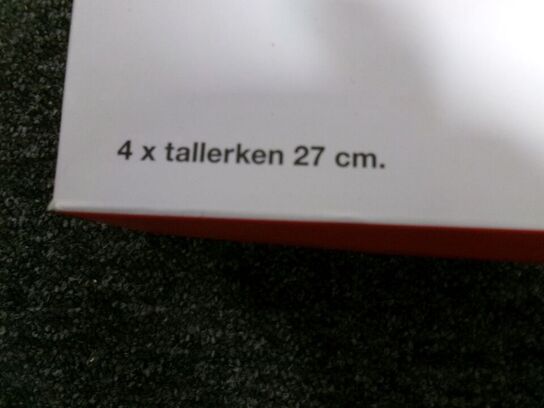 4 x tallerken 27 cm.